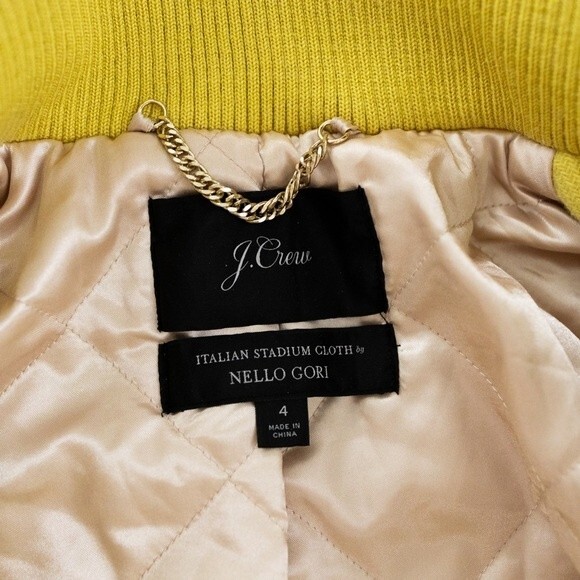 J.Crew
ITALIAN STADIUM CLOTH by
NELLO GORI
4
MADE IN
CHINA